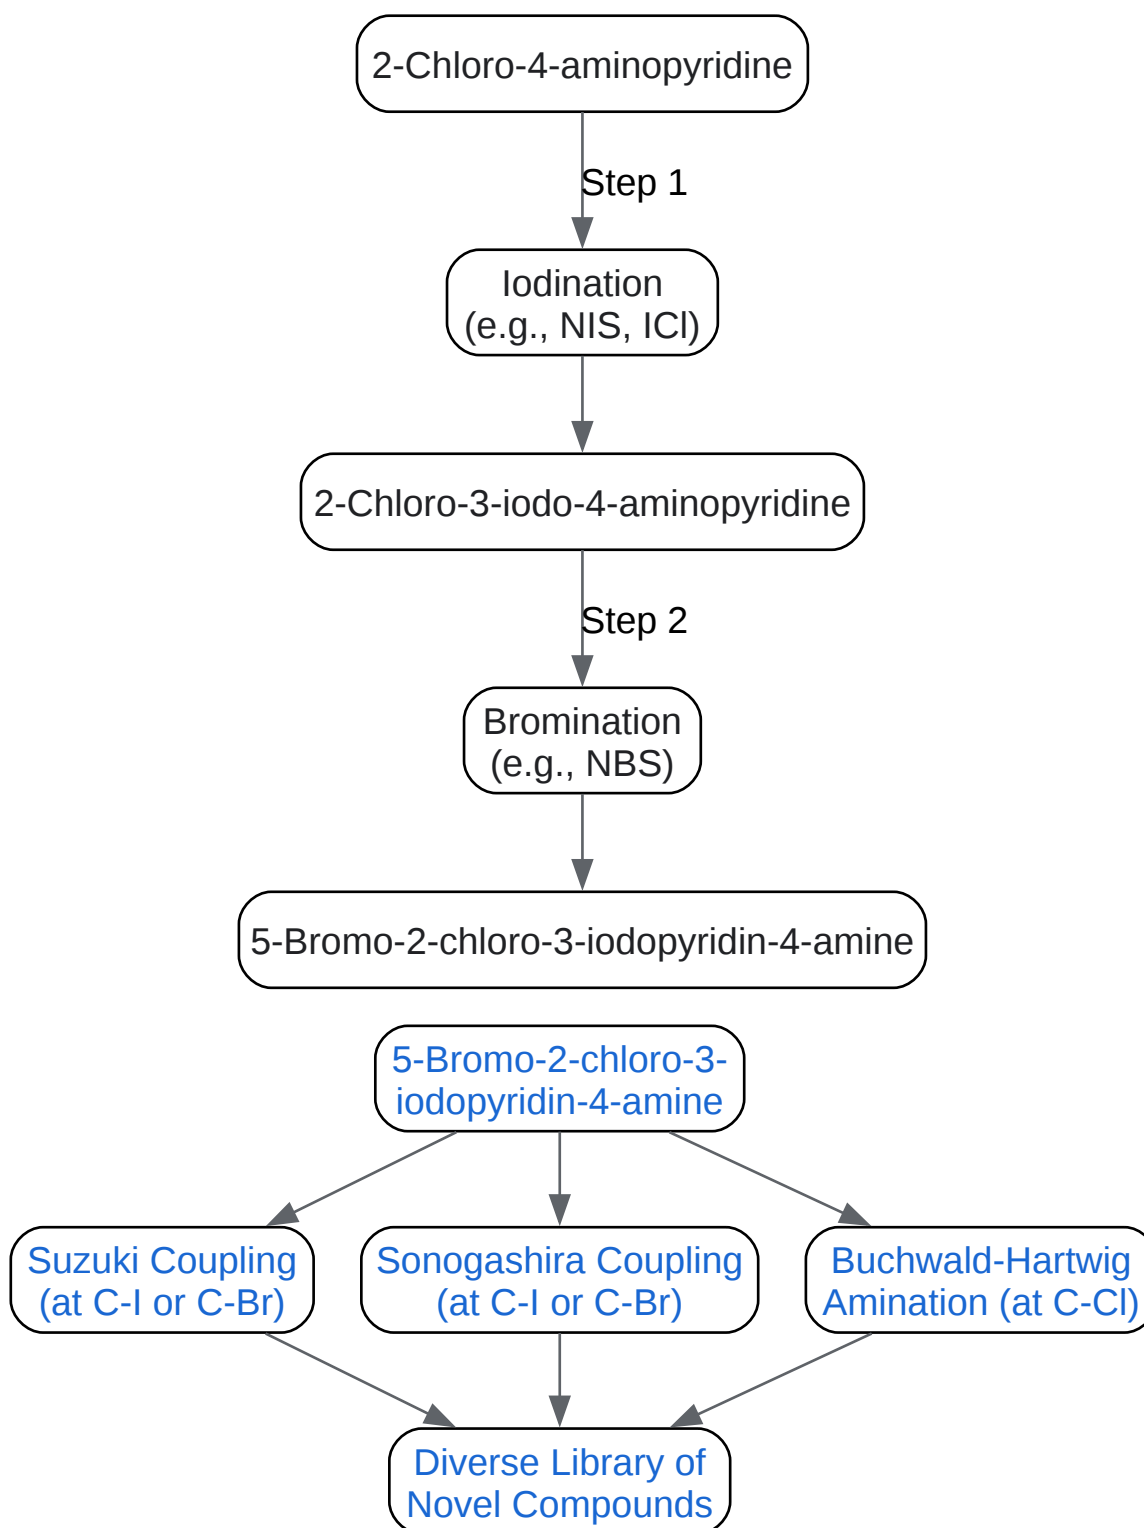 2-Chloro-4-aminopyridine
Step 1
Iodination
(e.g., NIS, ICl)
2-Chloro-3-iodo-4-aminopyridine
Step 2
Bromination
(e.g., NBS)
5-Bromo-2-chloro-3-iodopyridin-4-amine
5-Bromo-2-chloro-3-
iodopyridin-4-amine
Suzuki Coupling
(at C-I or C-Br)
Sonogashira Coupling
(at C-I or C-Br)
Buchwald-Hartwig
Amination (at C-Cl)
Diverse Library of
Novel Compounds